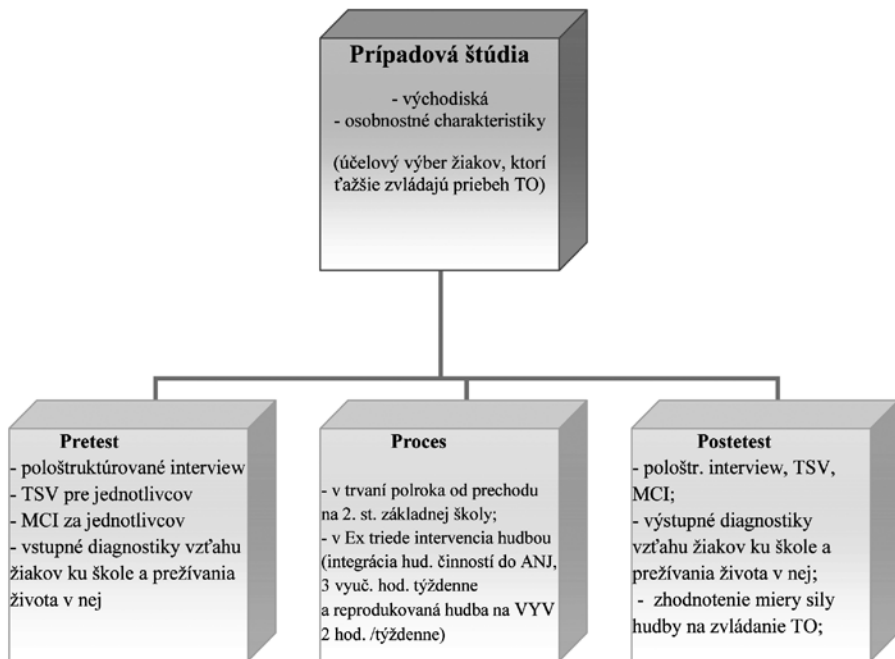 Prípadová štúdia
- východiská
- osobnostné charakteristiky
(účelový výber žiakov, ktorí
ťažšie zvládajú priebeh TO)
Pretest
- pološtruktúrované interview
- TSV pre jednotlivcov
- MCI za jednotlivcov
- vstupné diagnostiky vzťahu
žiakov ku škole a prežívania
života v nej
Proces
- v trvaní polroka od prechodu
na 2. st. základnej školy;
- v Ex triede intervencia hudbou
(integrácia hud. činností do ANJ,
3 vyuč. hod. týždenne
a reprodukovaná hudba na VYV
2 hod. /týždenne)
Postetest
- pološtr. interview, TSV,
MCI;
- výstupné diagnostiky
vzťahu žiakov ku škole a
prežívania života v nej;
- zhodnotenie miery sily
hudby na zvládanie TO;